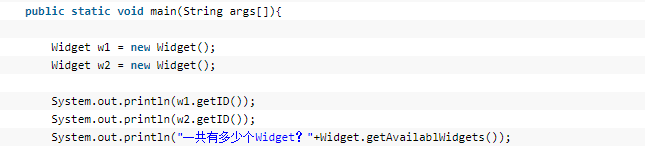 public static void main(String args[]){
Widget w1 = new Widget();
Widget w2 = new Widget();
System.out.println(w1.getID());
System.out.println(w2.getID());
System.out.println("一共有多少个Widget？"+Widget.getAvailablWidgets());